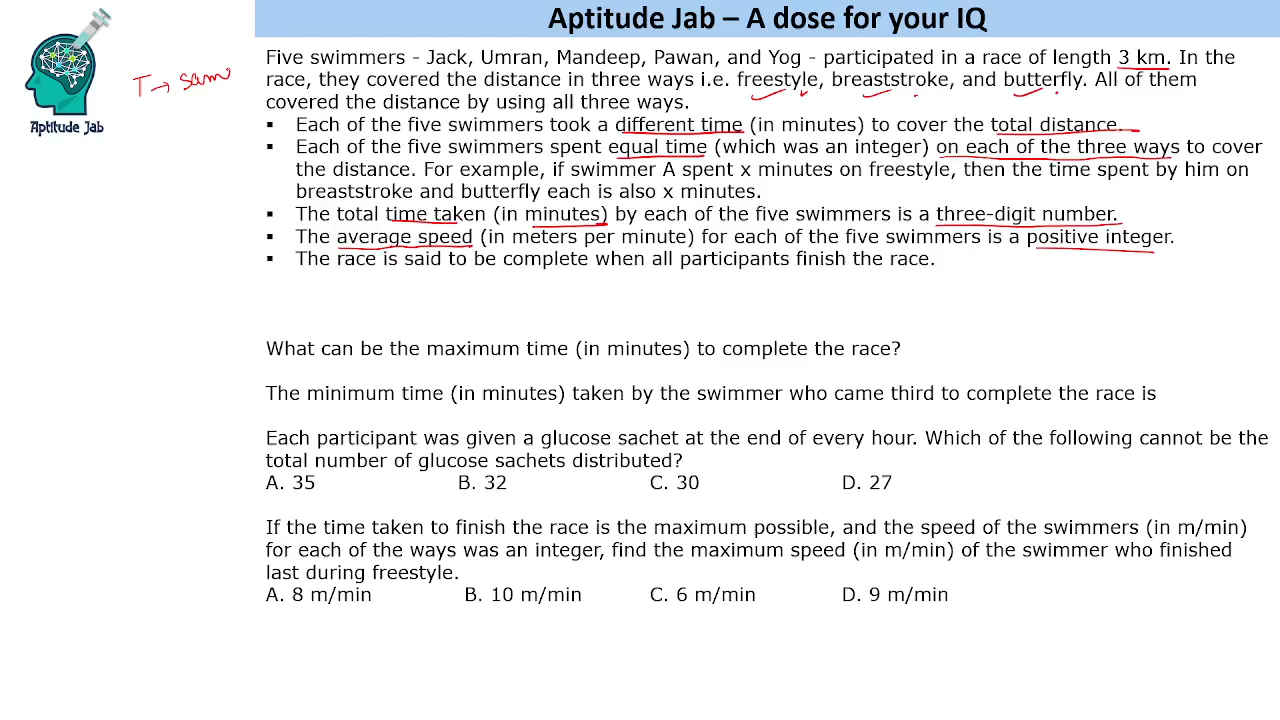 Aptitude Jab – A dose for your IQ
Aptitude Jab
T → sam
Five swimmers - Jack, Umran, Mandeep, Pawan, and Yog - participated in a race of length 3 km. In the
race, they covered the distance in three ways i.e. freestyle, breaststroke, and butterfly. All of them
covered the distance by using all three ways.
▪ Each of the five swimmers took a different time (in minutes) to cover the total distance.
▪ Each of the five swimmers spent equal time (which was an integer) on each of the three ways to cover
the distance. For example, if swimmer A spent x minutes on freestyle, then the time spent by him on
breaststroke and butterfly each is also x minutes.
▪ The total time taken (in minutes) by each of the five swimmers is a three-digit number.
▪ The average speed (in meters per minute) for each of the five swimmers is a positive integer.
▪ The race is said to be complete when all participants finish the race.
What can be the maximum time (in minutes) to complete the race?
The minimum time (in minutes) taken by the swimmer who came third to complete the race is
Each participant was given a glucose sachet at the end of every hour. Which of the following cannot be the
total number of glucose sachets distributed?
A. 35 B. 32 C. 30 D. 27
If the time taken to finish the race is the maximum possible, and the speed of the swimmers (in m/min)
for each of the ways was an integer, find the maximum speed (in m/min) of the swimmer who finished
last during freestyle.
A. 8 m/min B. 10 m/min C. 6 m/min D. 9 m/min